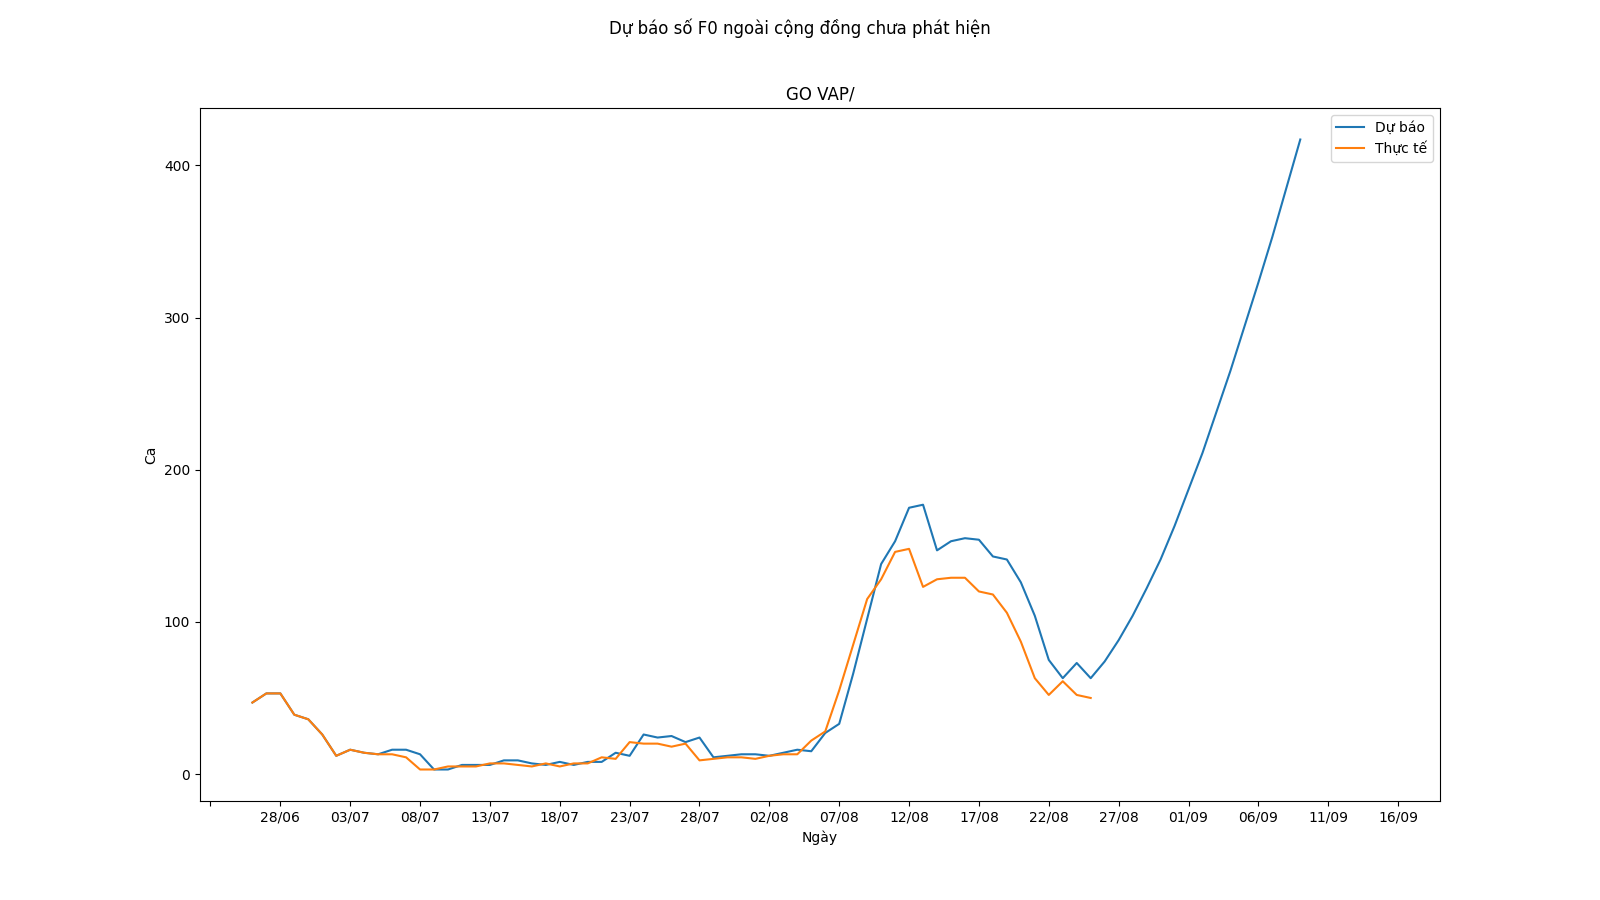 Dự báo số F0 ngoài cộng đồng chưa phát hiện
GO VAP/
Dự báo
Thực tế
400
300
200
100
0
Ca
28/06 03/07 08/07 13/07 18/07 23/07 28/07 02/08 07/08 12/08 17/08 22/08 27/08 01/09 06/09 11/09 16/09
Ngày